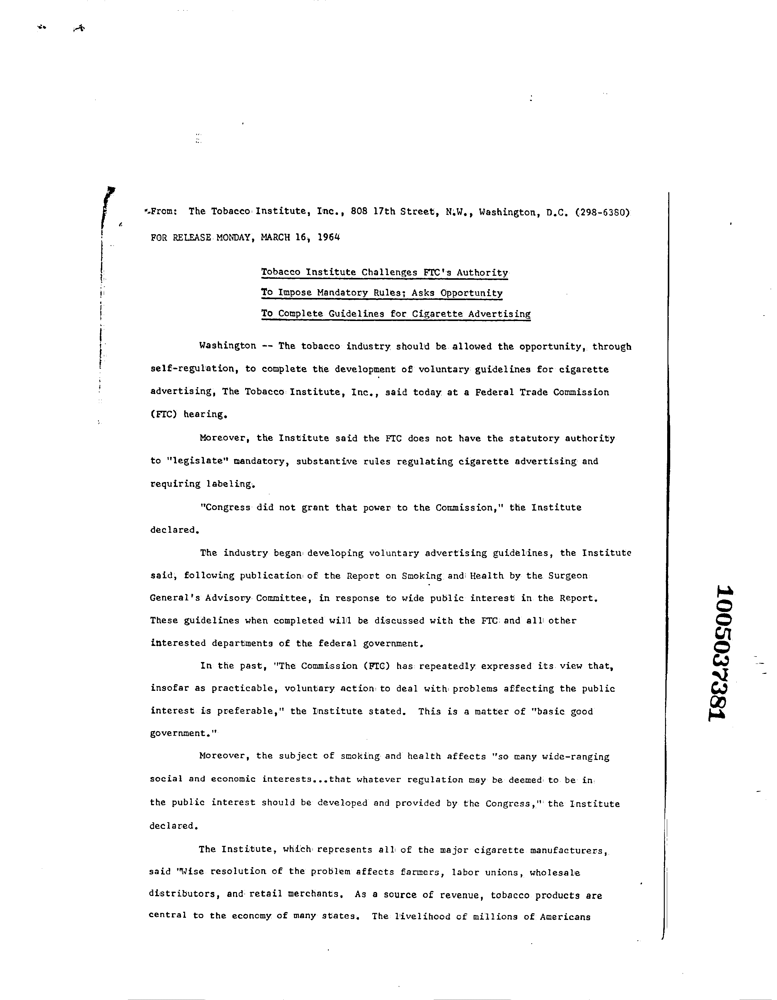 From: The Tobacco Institute, Inc., 808 17th Street, N.W., Washington, D.C. (298-6380)
FOR RELEASE MONDAY, MARCH 16, 1964
Tobacco Institute Challenges FTC's Authority
To Impose Mandatory Rules; Asks Opportunity
To Complete Guidelines for Cigarette Advertising
Washington -- The tobacco industry should be allowed the opportunity, through
self-regulation, to complete the development of voluntary guidelines for cigarette
advertising, The Tobacco Institute, Inc., said today at a Federal Trade Commission
(FTC) hearing.
Moreover, the Institute said the FTC does not have the statutory authority
to "legislate" mandatory, substantive rules regulating cigarette advertising and
requiring labeling.
"Congress did not grant that power to the Commission," the Institute
declared.
The industry began developing voluntary advertising guidelines, the Institute
said, following publication of the Report on Smoking and Health by the Surgeon
General's Advisory Committee, in response to wide public interest in the Report.
These guidelines when completed will be discussed with the FTC and all other
interested departments of the federal government.
In the past, "The Commission (FTC) has repeatedly expressed its view that,
insofar as practicable, voluntary action to deal with problems affecting the public
interest is preferable," the Institute stated. This is a matter of "basic good
government."
Moreover, the subject of smoking and health affects "so many wide-ranging
social and economic interests...that whatever regulation may be deemed to be in
the public interest should be developed and provided by the Congress," the Institute
declared.
The Institute, which represents all of the major cigarette manufacturers,
said "Wise resolution of the problem affects farmers, labor unions, wholesale
distributors, and retail merchants. As a source of revenue, tobacco products are
central to the economy of many states. The livelihood of millions of Americans
1005037381